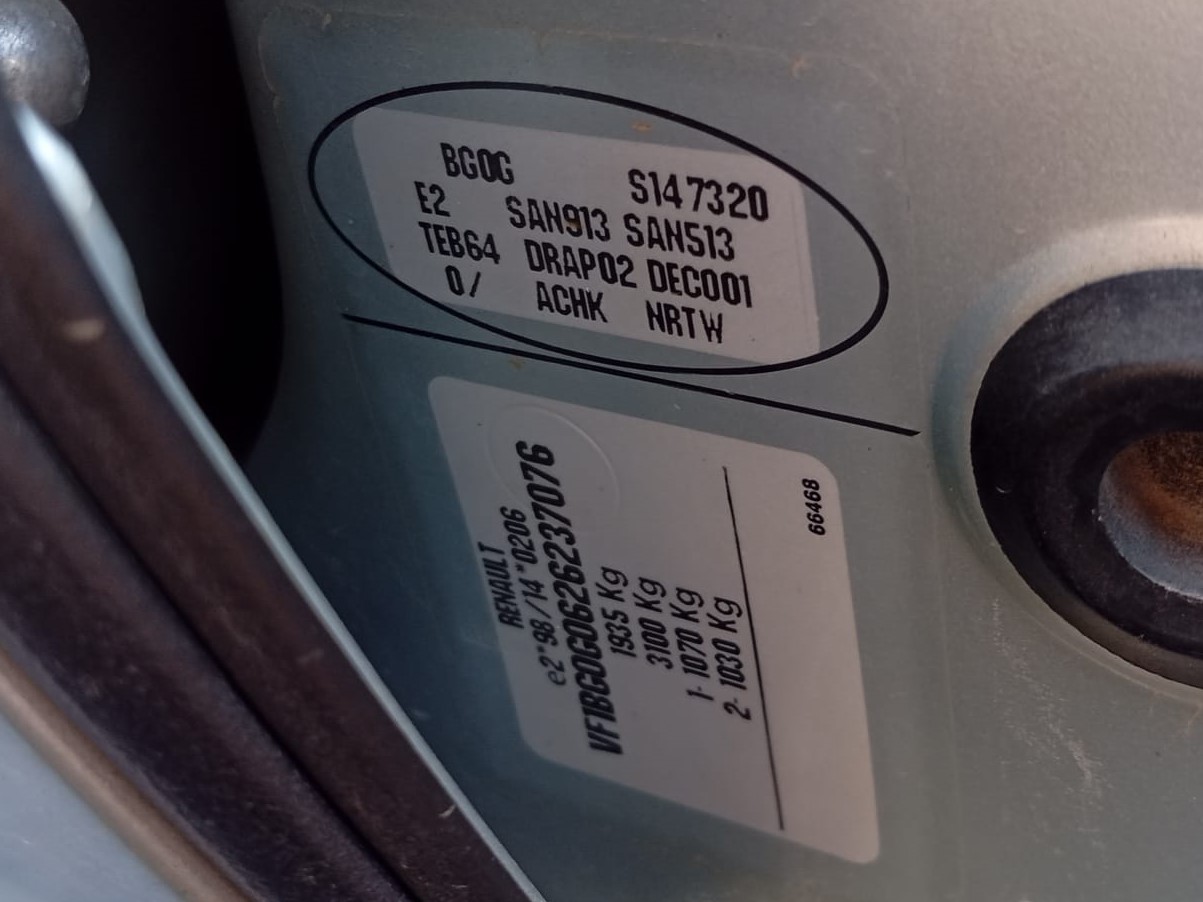 BG0G S147320
E2 SAN913 SAN513
TEB64 DRAP02 DEC001
0/ ACHK NRTW
RENAULT
e2*98/14*0206
VF1BG0G0626237076
1935 Kg
3100 Kg
1- 1070 Kg
2- 1030 Kg
66468